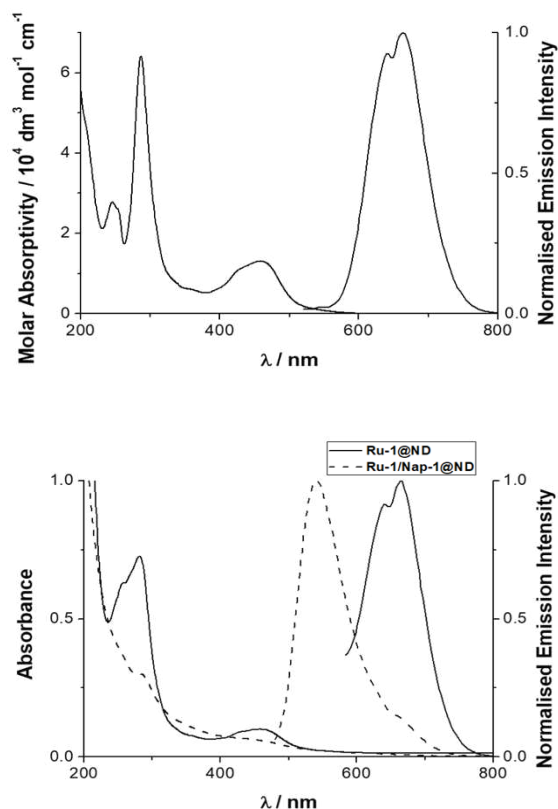 Molar Absorptivity / 10⁴ dm³ mol⁻¹ cm⁻¹
6
4
2
0
1.0
0.5
0.0
Normalised Emission Intensity
200 400 600 800
λ / nm
Ru-1@ND
Ru-1/Nap-1@ND
Absorbance
1.0
0.5
0.0
1.0
0.5
0.0
Normalised Emission Intensity
200 400 600 800
λ / nm